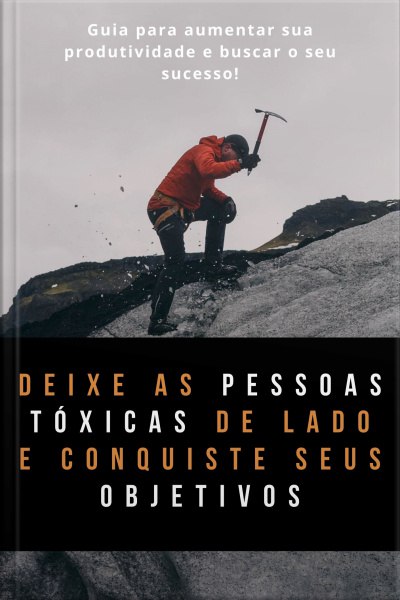 Guia para aumentar sua
produtividade e buscar o seu
sucesso!
DEIXE AS PESSOAS
TÓXICAS DE LADO
E CONQUISTE SEUS
OBJETIVOS